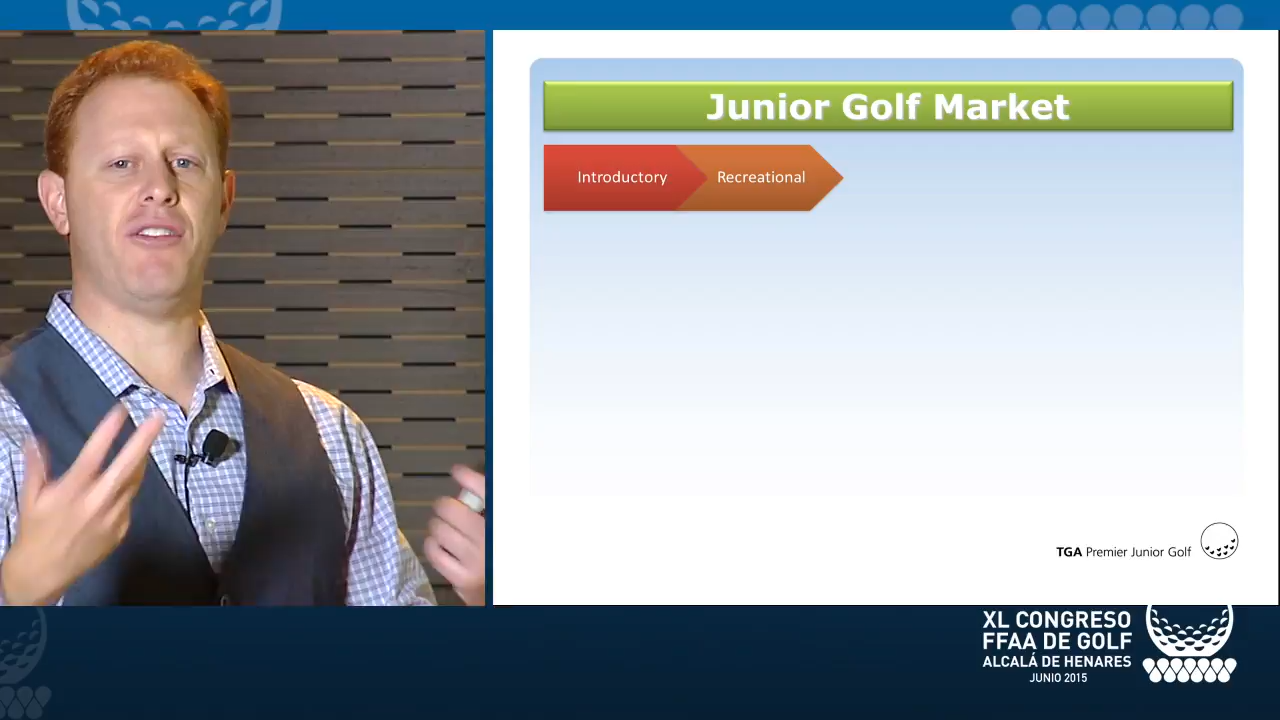 Junior Golf Market
Introductory
Recreational
TGA Premier Junior Golf
XL CONGRESO
FFAA DE GOLF
ALCALÁ DE HENARES
JUNIO 2015